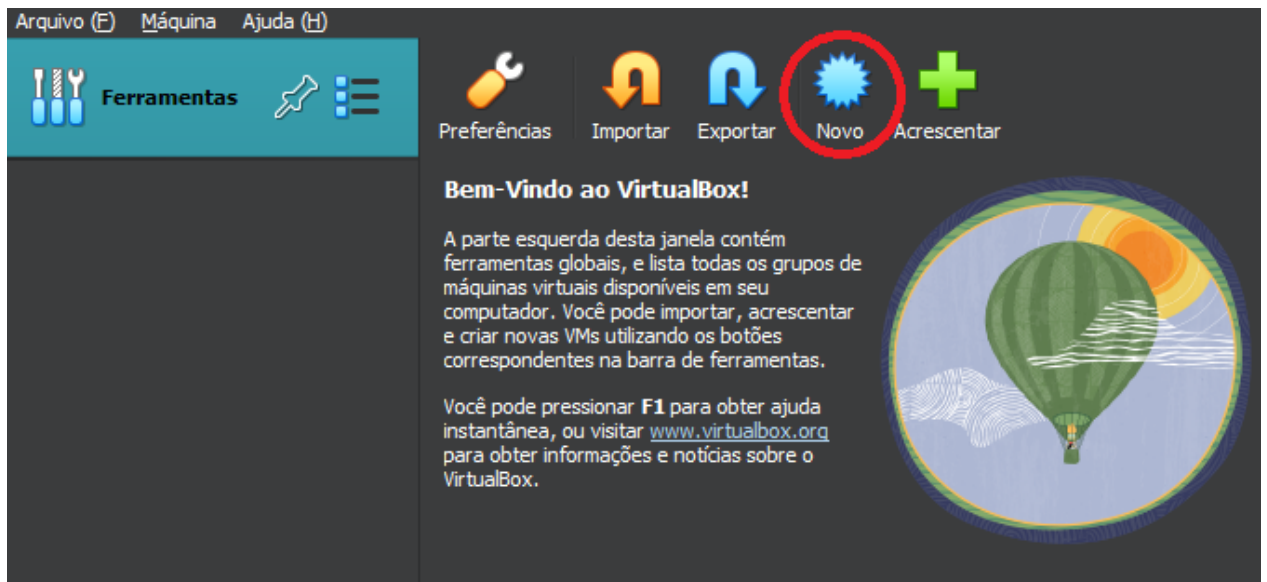 Arquivo (F) Máquina Ajuda (H)
Ferramentas
Preferências Importar Exportar Novo Acrescentar
Bem-Vindo ao VirtualBox!
A parte esquerda desta janela contém
ferramentas globais, e lista todas os grupos de
máquinas virtuais disponíveis em seu
computador. Você pode importar, acrescentar
e criar novas VMs utilizando os botões
correspondentes na barra de ferramentas.
Você pode pressionar F1 para obter ajuda
instantânea, ou visitar www.virtualbox.org
para obter informações e notícias sobre o
VirtualBox.